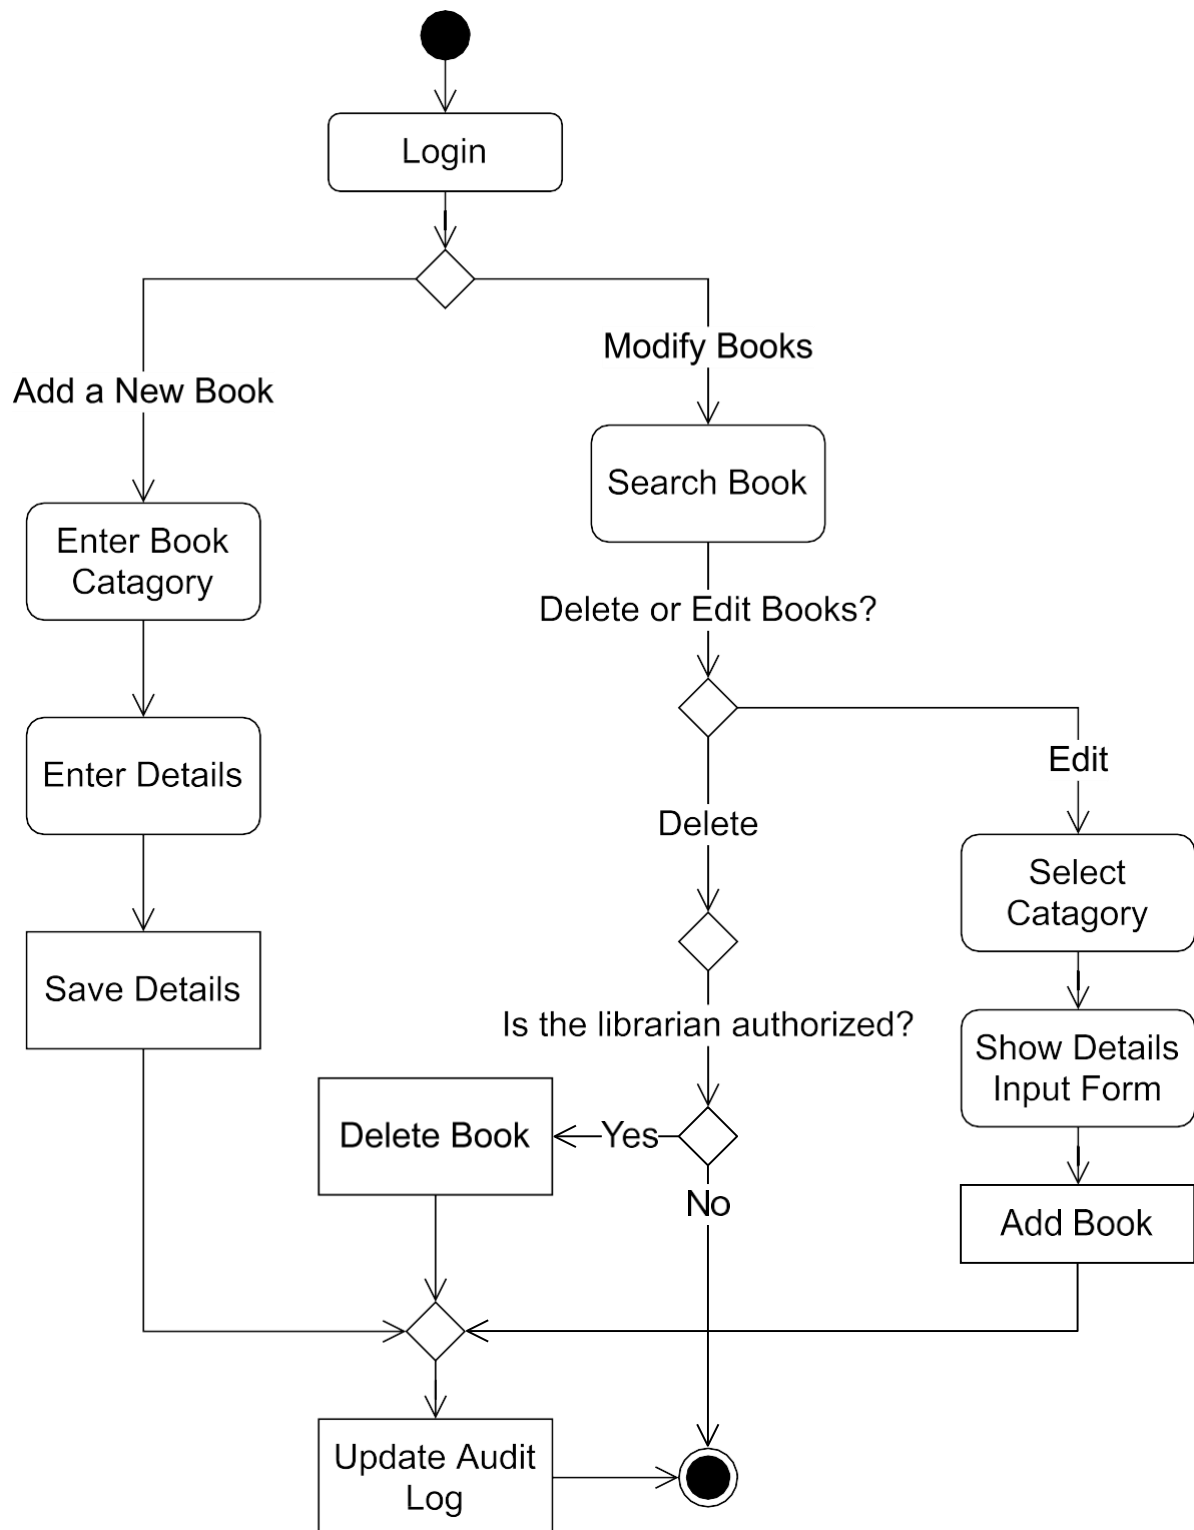 Login
Modify Books
Add a New Book
Search Book
Enter Book
Catagory
Delete or Edit Books?
Edit
Enter Details
Delete
Select
Catagory
Save Details
Is the librarian authorized?
Show Details
Input Form
Delete Book
Yes
No
Add Book
Update Audit
Log